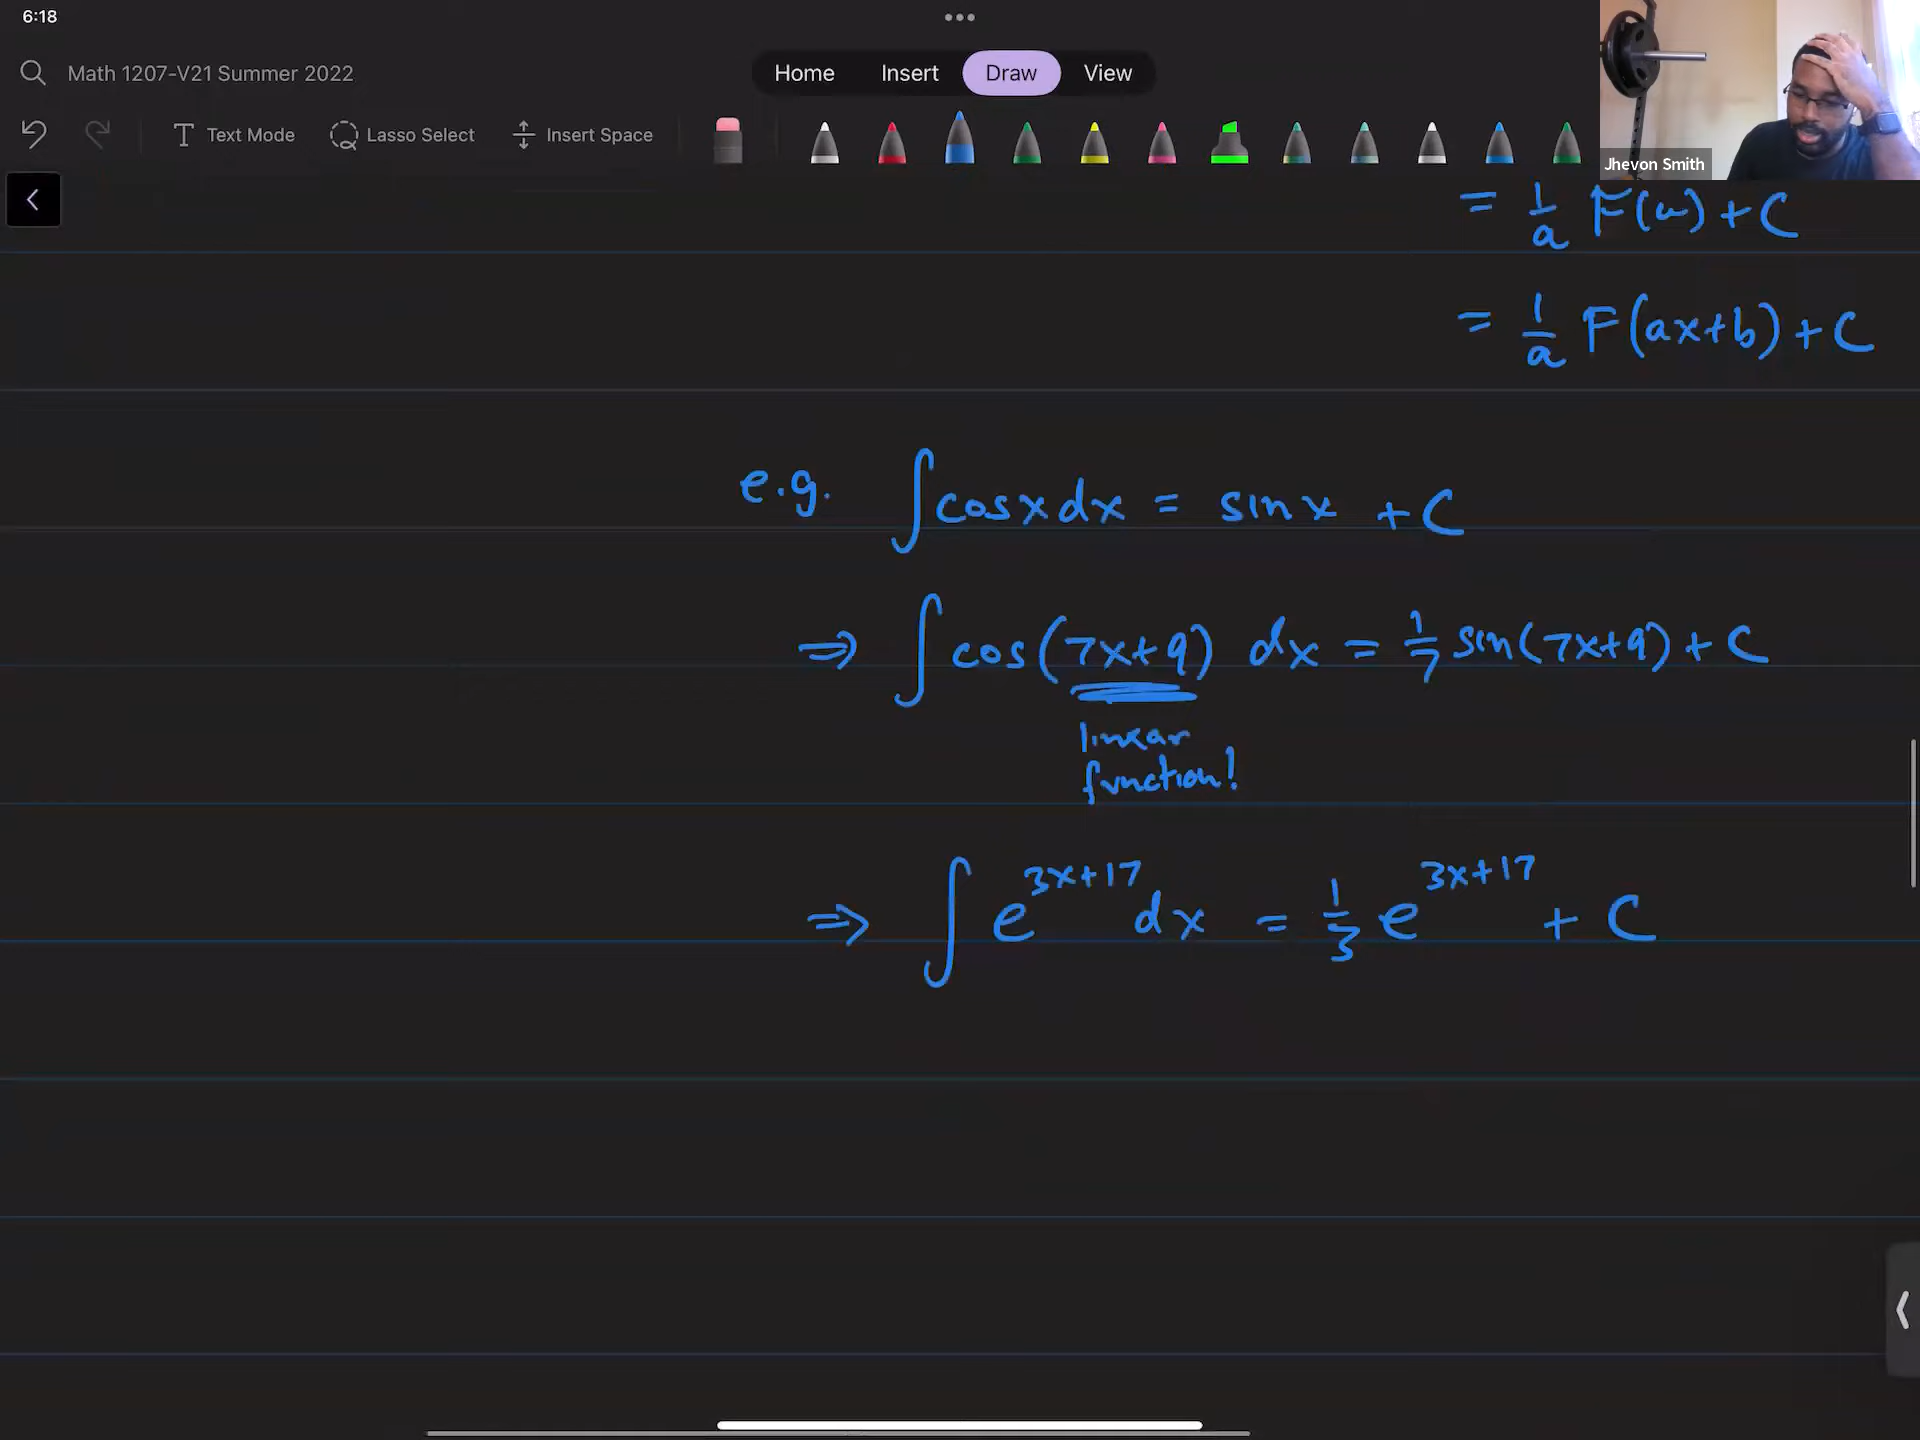 6:18
Math 1207-V21 Summer 2022
Home Insert Draw View
Text Mode Lasso Select Insert Space
Jhevon Smith
= 1/a F(u) + C
= 1/a F(ax+b) + C
e.g. ∫cosx dx = sinx + C
⇒ ∫cos(7x+9) dx = 1/7 sin(7x+9) + C
linear
function!
⇒ ∫e^{3x+17} dx = 1/3 e^{3x+17} + C